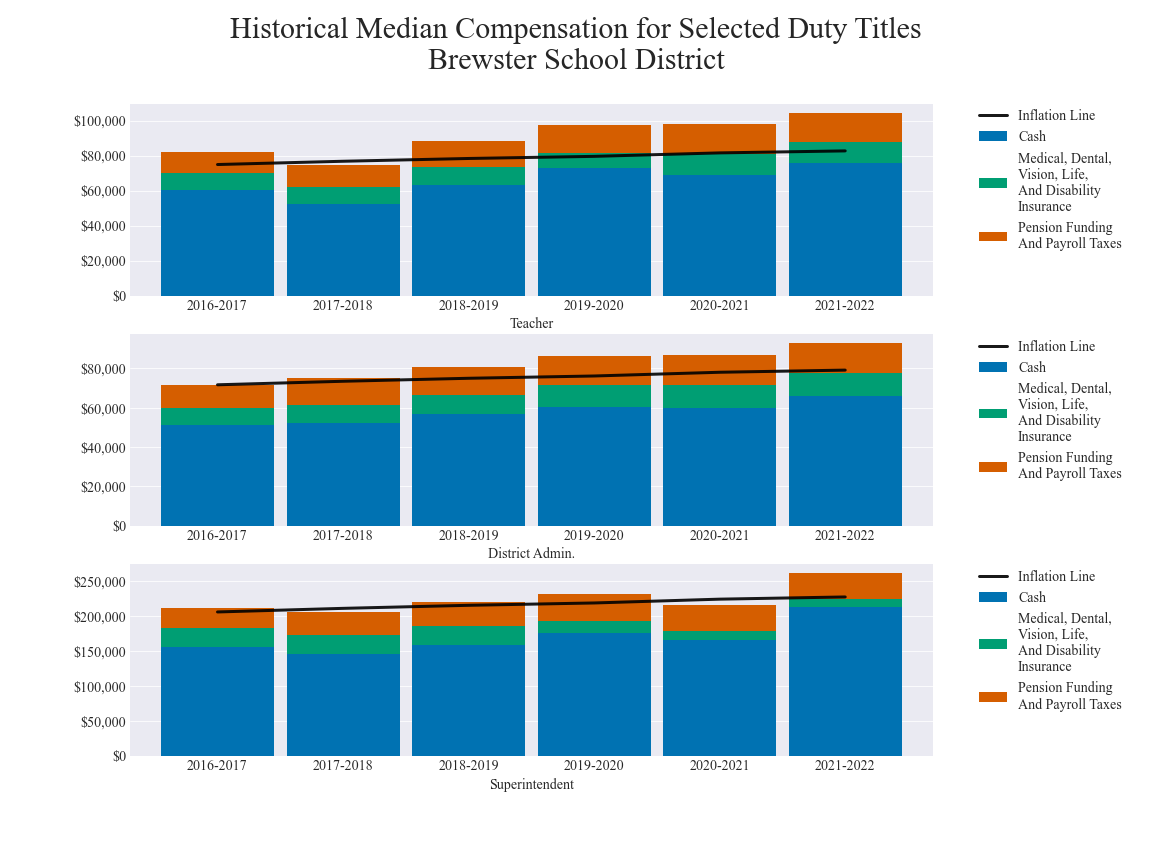 Historical Median Compensation for Selected Duty Titles
Brewster School District
$100,000
$80,000
$60,000
$40,000
$20,000
$0
2016-2017 2017-2018 2018-2019 2019-2020 2020-2021 2021-2022
Teacher
Inflation Line
Cash
Medical, Dental,
Vision, Life,
And Disability
Insurance
Pension Funding
And Payroll Taxes
$80,000
$60,000
$40,000
$20,000
$0
2016-2017 2017-2018 2018-2019 2019-2020 2020-2021 2021-2022
District Admin.
Inflation Line
Cash
Medical, Dental,
Vision, Life,
And Disability
Insurance
Pension Funding
And Payroll Taxes
$250,000
$200,000
$150,000
$100,000
$50,000
$0
2016-2017 2017-2018 2018-2019 2019-2020 2020-2021 2021-2022
Superintendent
Inflation Line
Cash
Medical, Dental,
Vision, Life,
And Disability
Insurance
Pension Funding
And Payroll Taxes